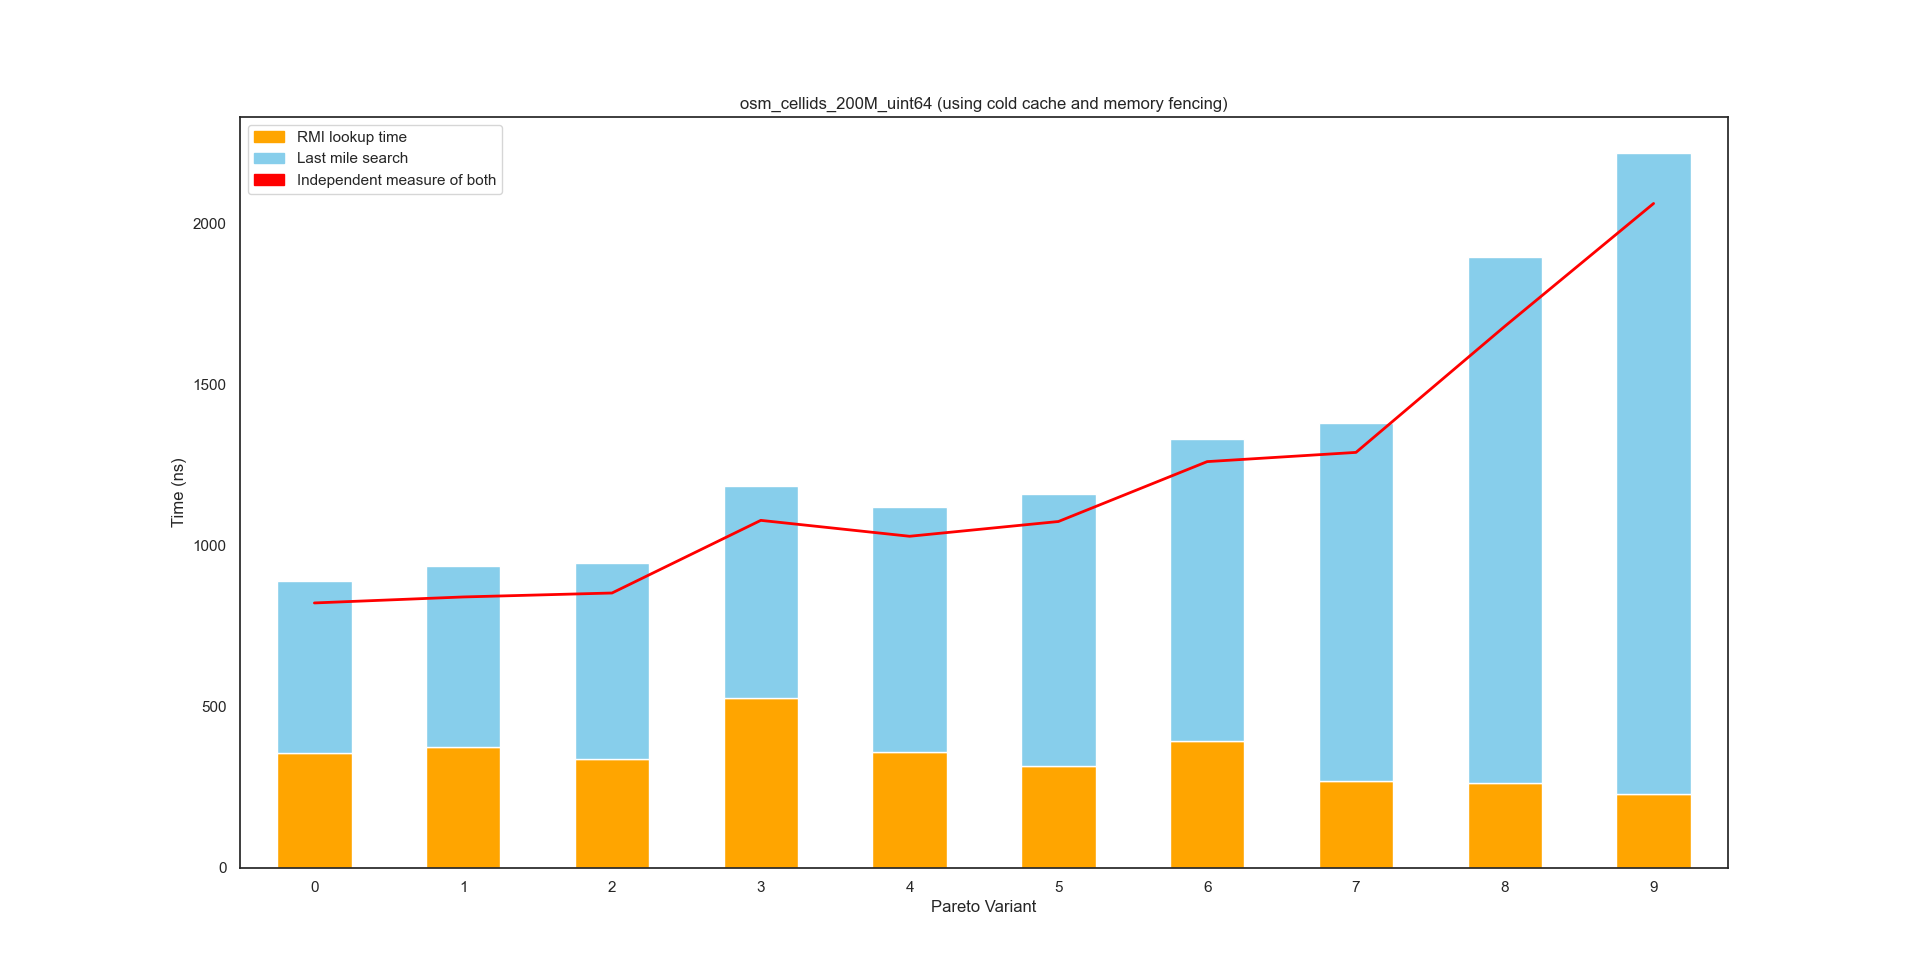 osm_cellids_200M_uint64 (using cold cache and memory fencing)
RMI lookup time
Last mile search
Independent measure of both
2000
1500
1000
500
0
Time (ns)
0 1 2 3 4 5 6 7 8 9
Pareto Variant